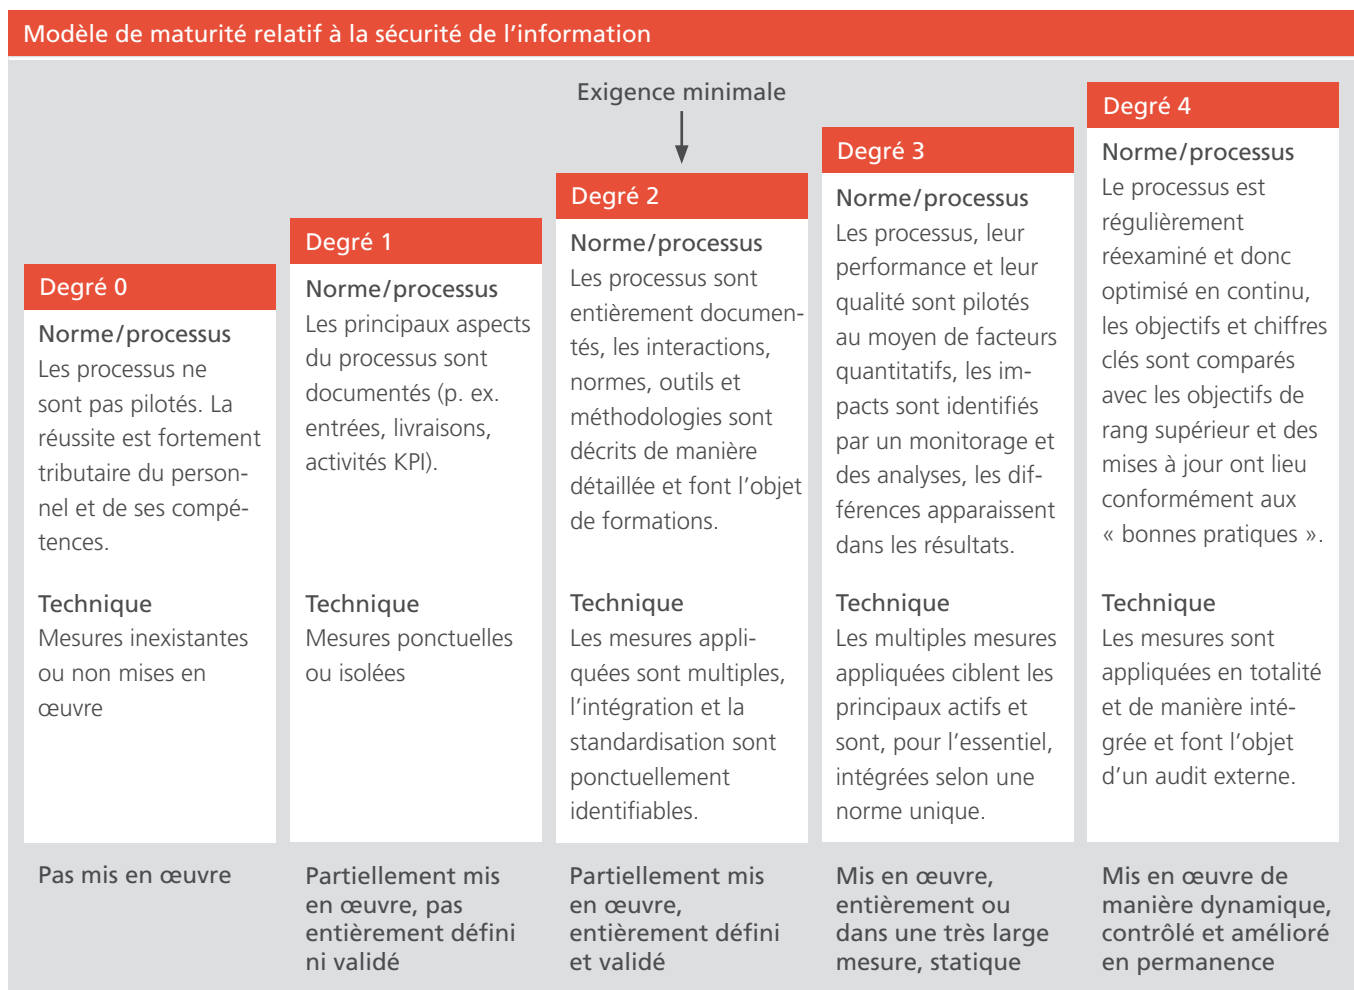 Modèle de maturité relatif à la sécurité de l’information
Exigence minimale
Degré 0
Norme/processus
Les processus ne
sont pas pilotés. La
réussite est fortement
tributaire du person-
nel et de ses compé-
tences.
Technique
Mesures inexistantes
ou non mises en
œuvre
Pas mis en œuvre
Degré 1
Norme/processus
Les principaux aspects
du processus sont
documentés (p. ex.
entrées, livraisons,
activités KPI).
Technique
Mesures ponctuelles
ou isolées
Partiellement mis
en œuvre, pas
entièrement défini
ni validé
Degré 2
Norme/processus
Les processus sont
entièrement documen-
tés, les interactions,
normes, outils et
méthodologies sont
décrits de manière
détaillée et font l’objet
de formations.
Technique
Les mesures appli-
quées sont multiples,
l’intégration et la
standardisation sont
ponctuellement
identifiables.
Partiellement mis
en œuvre,
entièrement défini
et validé
Degré 3
Norme/processus
Les processus, leur
performance et leur
qualité sont pilotés
au moyen de facteurs
quantitatifs, les im-
pacts sont identifiés
par un monitorage et
des analyses, les dif-
férences apparaissent
dans les résultats.
Technique
Les multiples mesures
appliquées ciblent les
principaux actifs et
sont, pour l’essentiel,
intégrées selon une
norme unique.
Mis en œuvre,
entièrement ou
dans une très large
mesure, statique
Degré 4
Norme/processus
Le processus est
régulièrement
réexaminé et donc
optimisé en continu,
les objectifs et chiffres
clés sont comparés
avec les objectifs de
rang supérieur et des
mises à jour ont lieu
conformément aux
« bonnes pratiques ».
Technique
Les mesures sont
appliquées en totalité
et de manière inté-
grée et font l’objet
d’un audit externe.
Mis en œuvre de
manière dynamique,
contrôlé et amélioré
en permanence